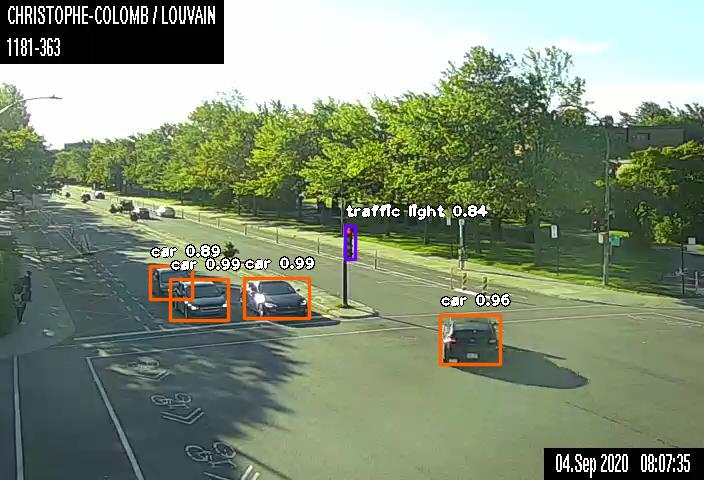 CHRISTOPHE-COLOMB / LOUVAIN
1181-363
traffic light 0.84
car 0.89
car 0.99
car 0.99
car 0.96
04.Sep 2020 08:07:35